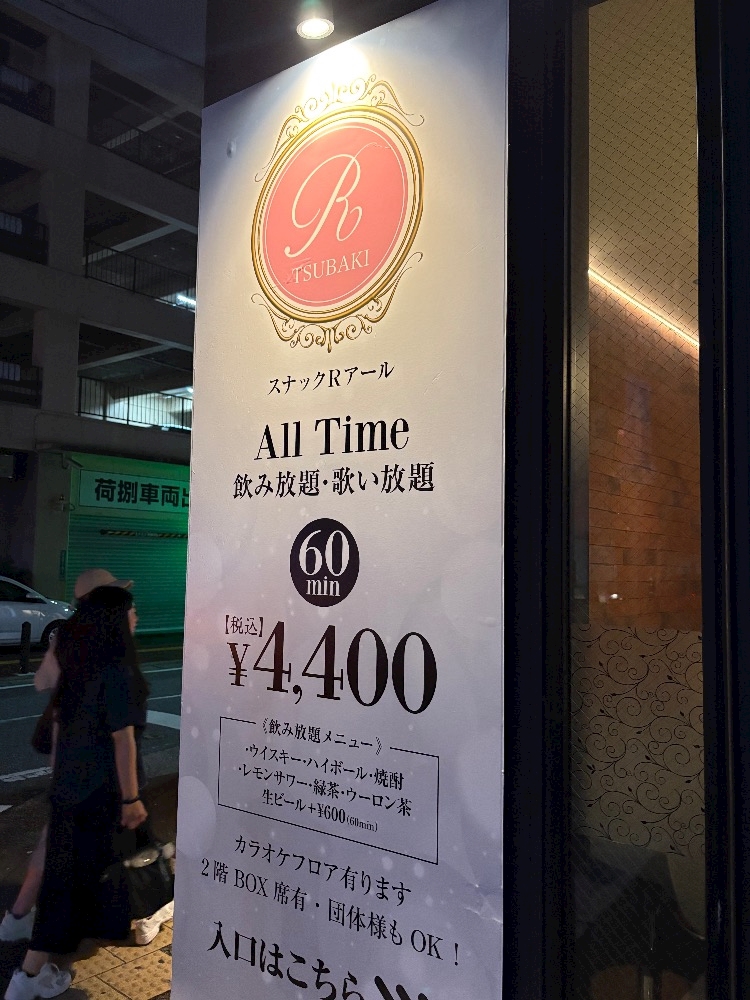 R
TSUBAKI
スナックRアール
All Time
飲み放題・歌い放題
60
min
【税込】
¥4,400
《飲み放題メニュー》
・ウイスキー・ハイボール・焼酎
・レモンサワー・緑茶・ウーロン茶
生ビール+¥600(60min)
カラオケフロア有ります
2階 BOX 席有・団体様も OK！
入口はこちら
荷捌車両出